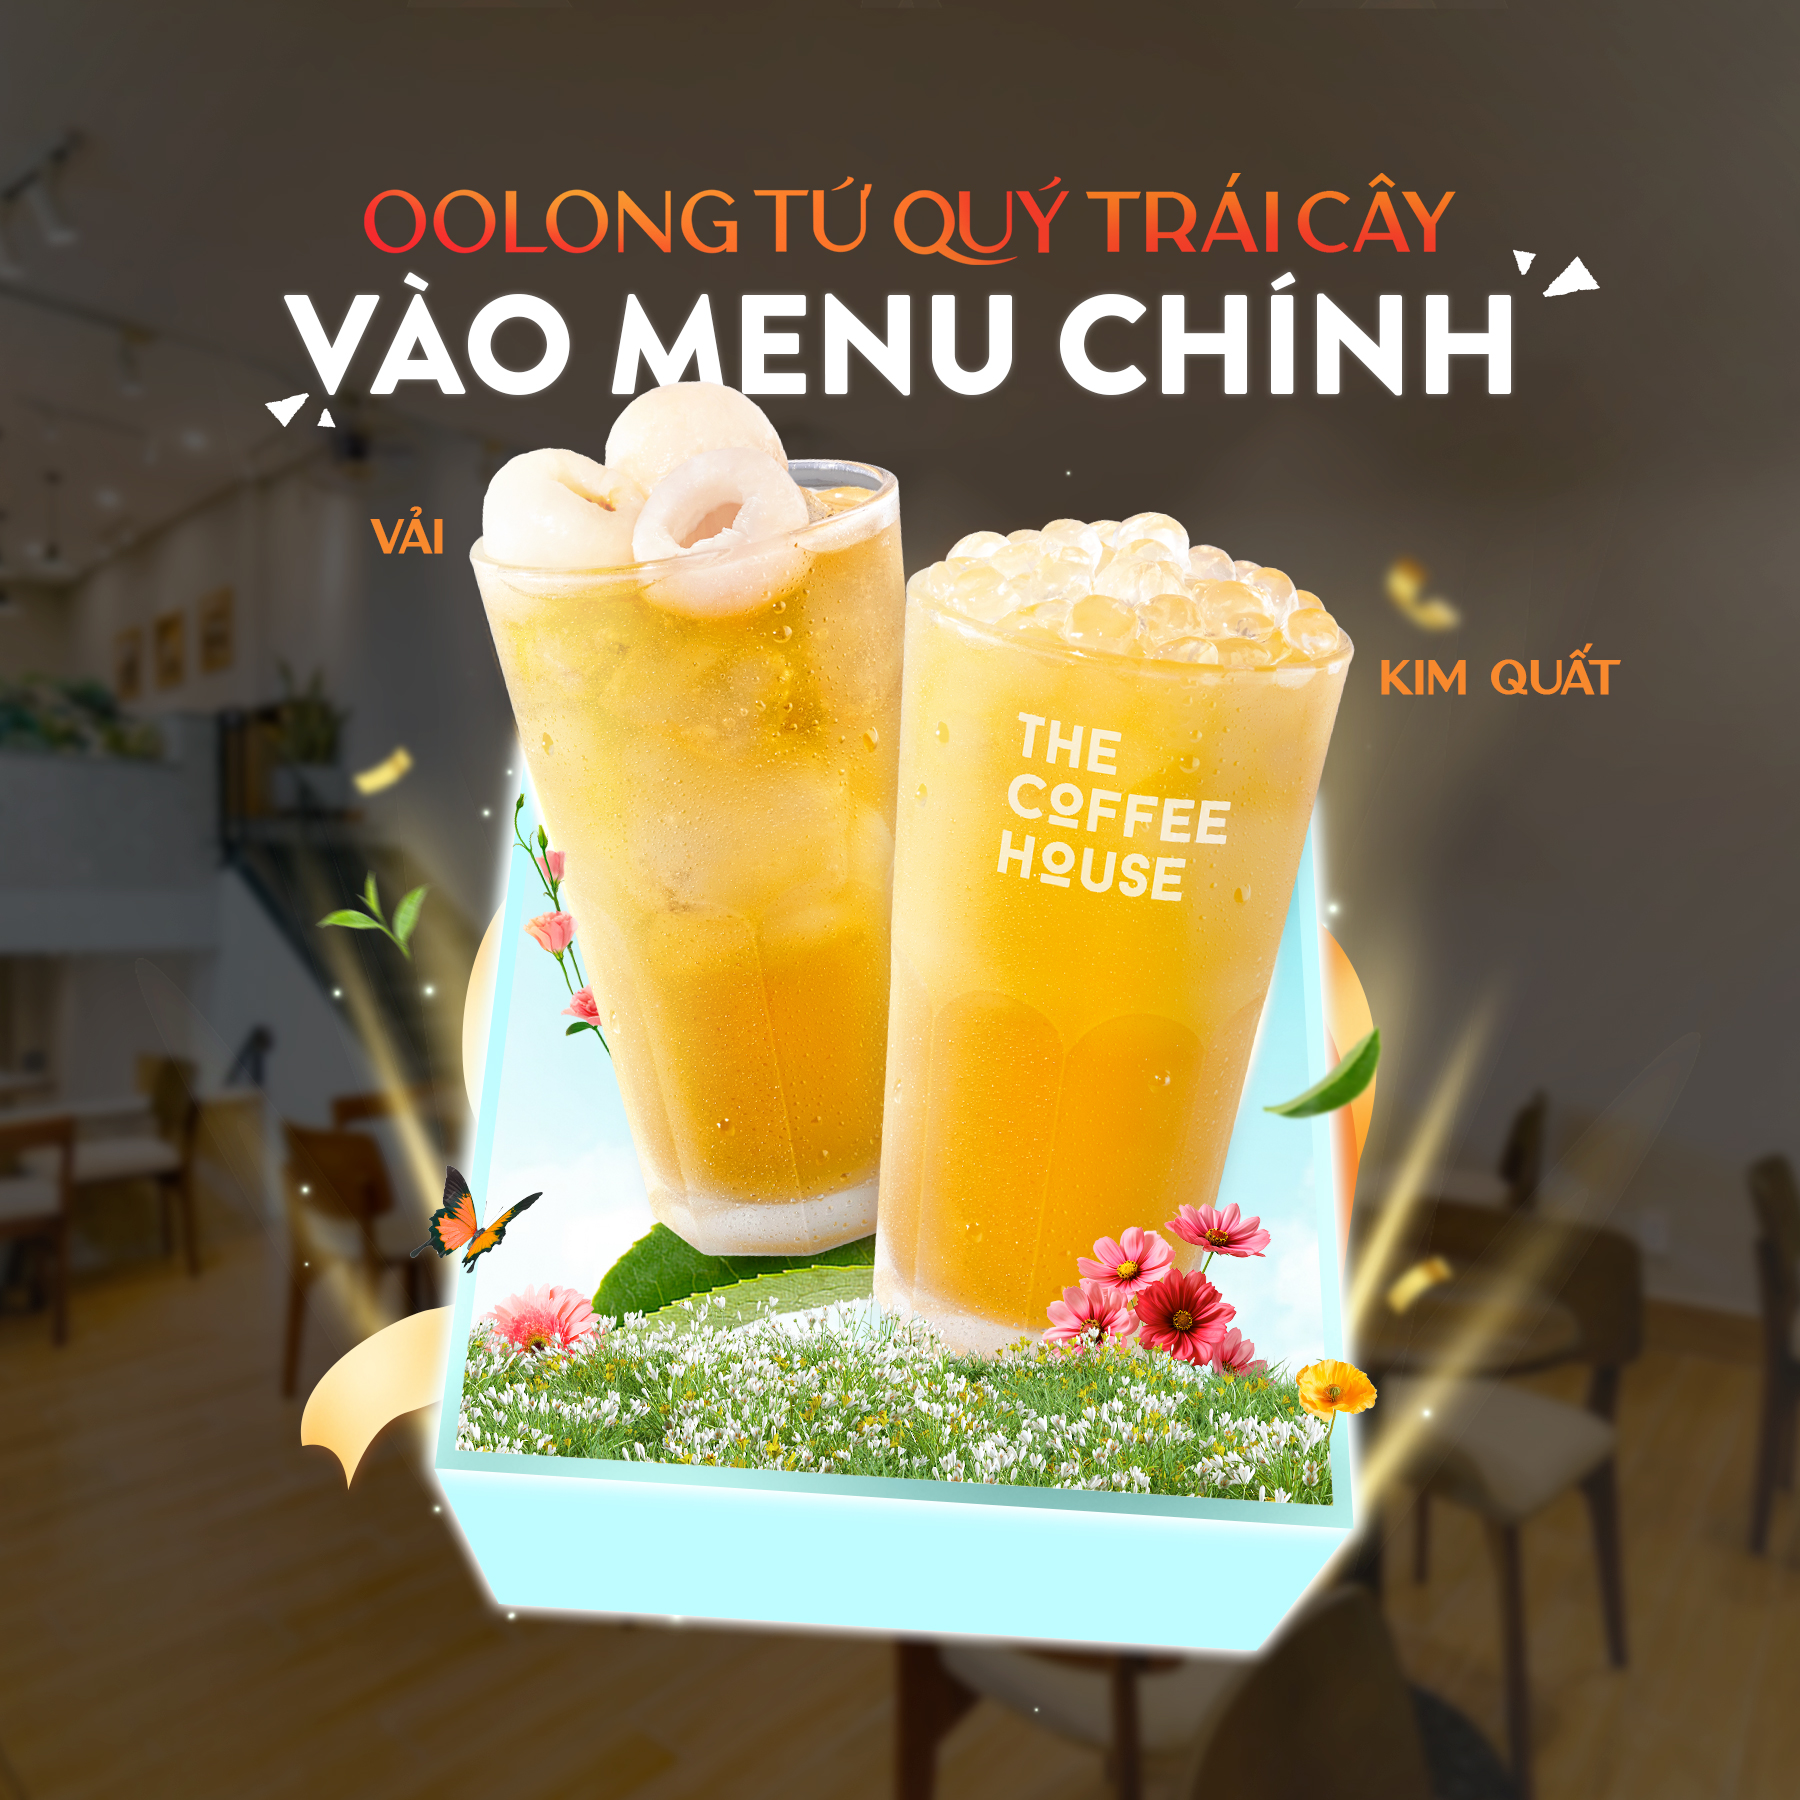 OOLONG TỨ QUÝ TRÁI CÂY
VÀO MENU CHÍNH
VẢI
KIM QUẤT
THE
COFFEE
HOUSE